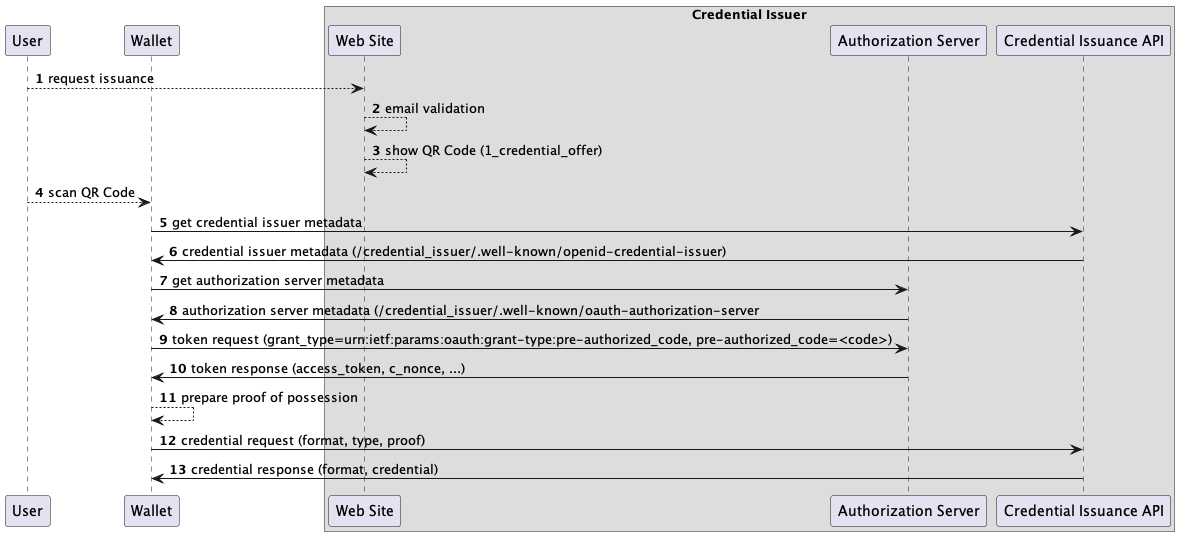 Credential Issuer
User
Wallet
Web Site
Authorization Server
Credential Issuance API
1 request issuance
2 email validation
3 show QR Code (1_credential_offer)
4 scan QR Code
5 get credential issuer metadata
6 credential issuer metadata (/credential_issuer/.well-known/openid-credential-issuer)
7 get authorization server metadata
8 authorization server metadata (/credential_issuer/.well-known/oauth-authorization-server
9 token request (grant_type=urn:ietf:params:oauth:grant-type:pre-authorized_code, pre-authorized_code=<code>)
10 token response (access_token, c_nonce, ...)
11 prepare proof of possession
12 credential request (format, type, proof)
13 credential response (format, credential)
User
Wallet
Web Site
Authorization Server
Credential Issuance API